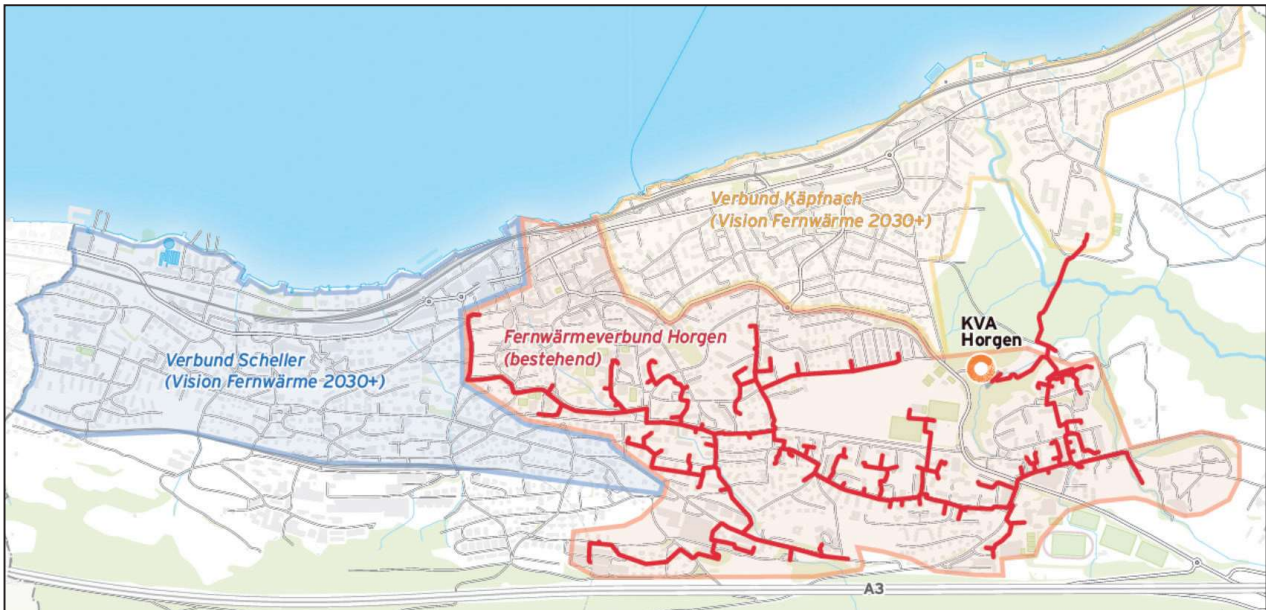 Verbund Käpfnach
(Vision Fernwärme 2030+)
KVA
Horgen
Fernwärmeverbund Horgen
(bestehend)
Verbund Scheller
(Vision Fernwärme 2030+)
A3